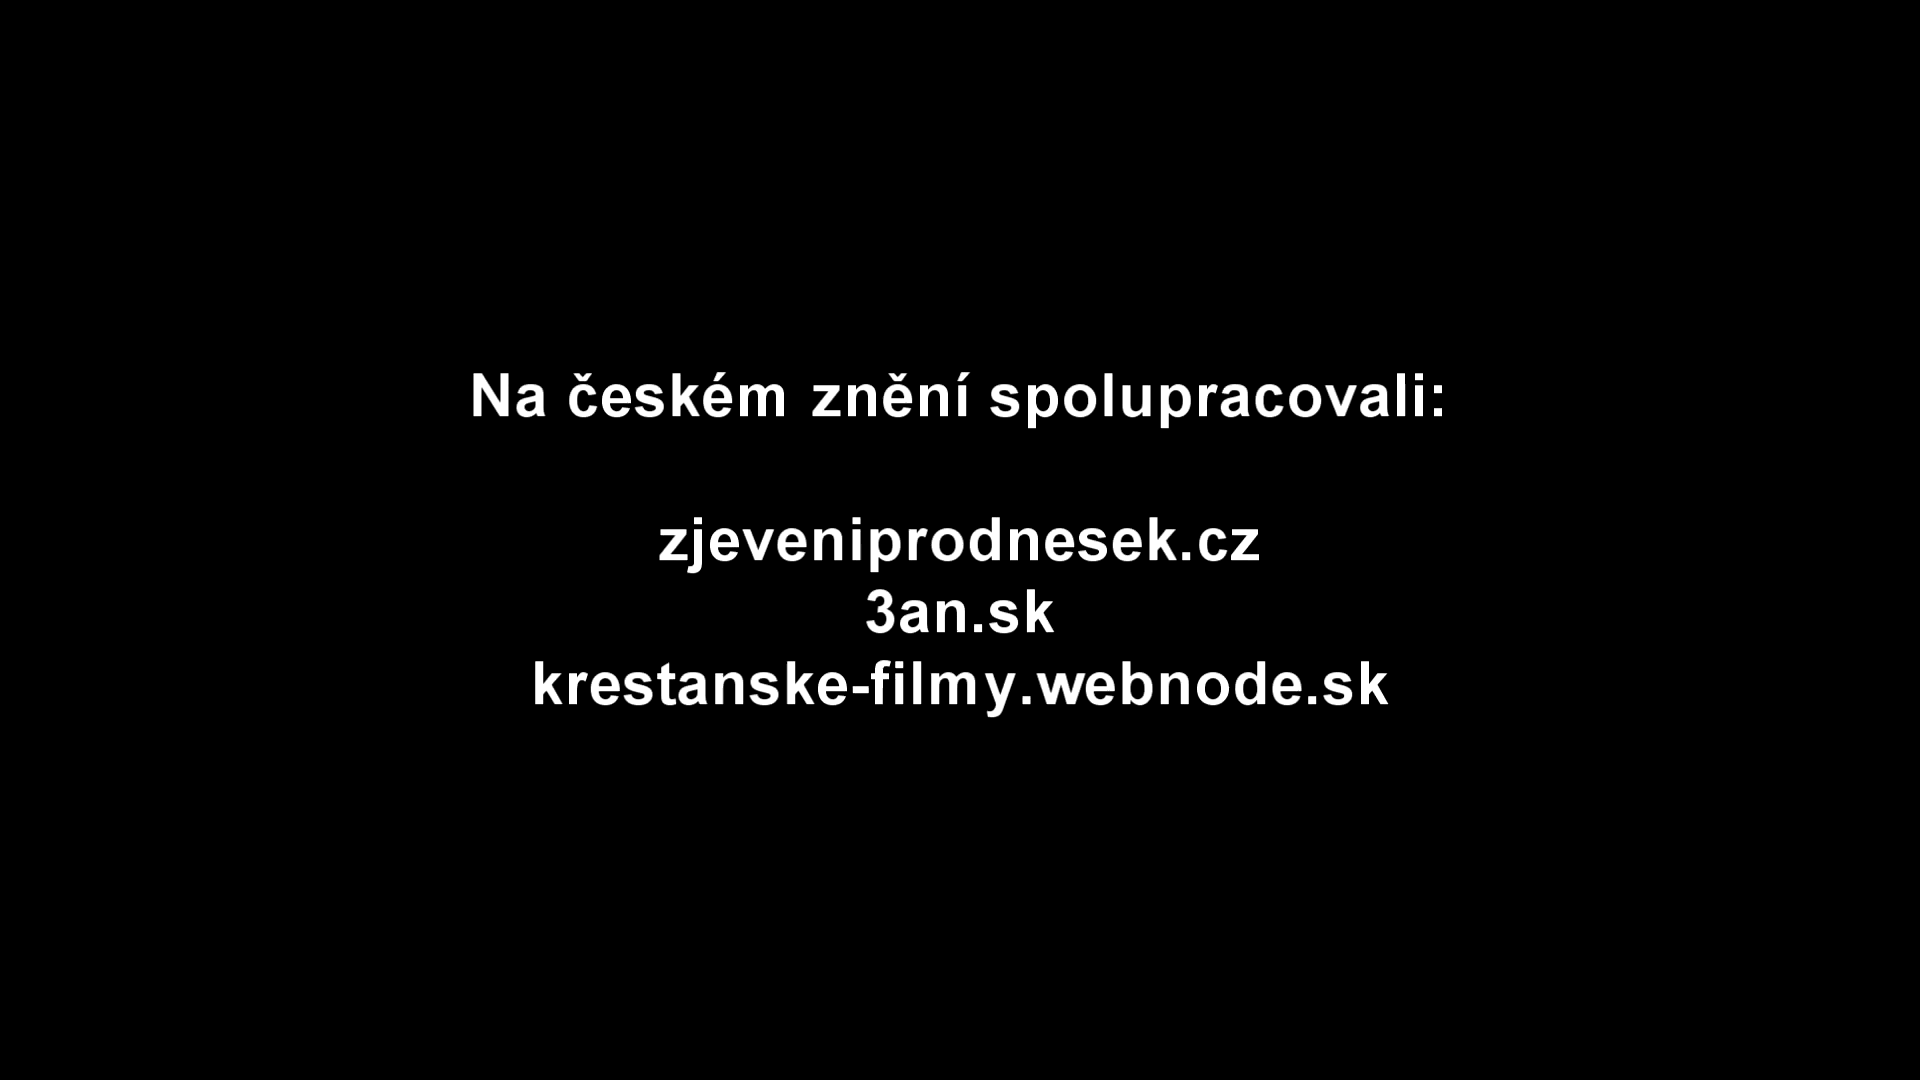 Na českém znění spolupracovali:
zjeveniprodnesek.cz
3an.sk
krestanske-filmy.webnode.sk